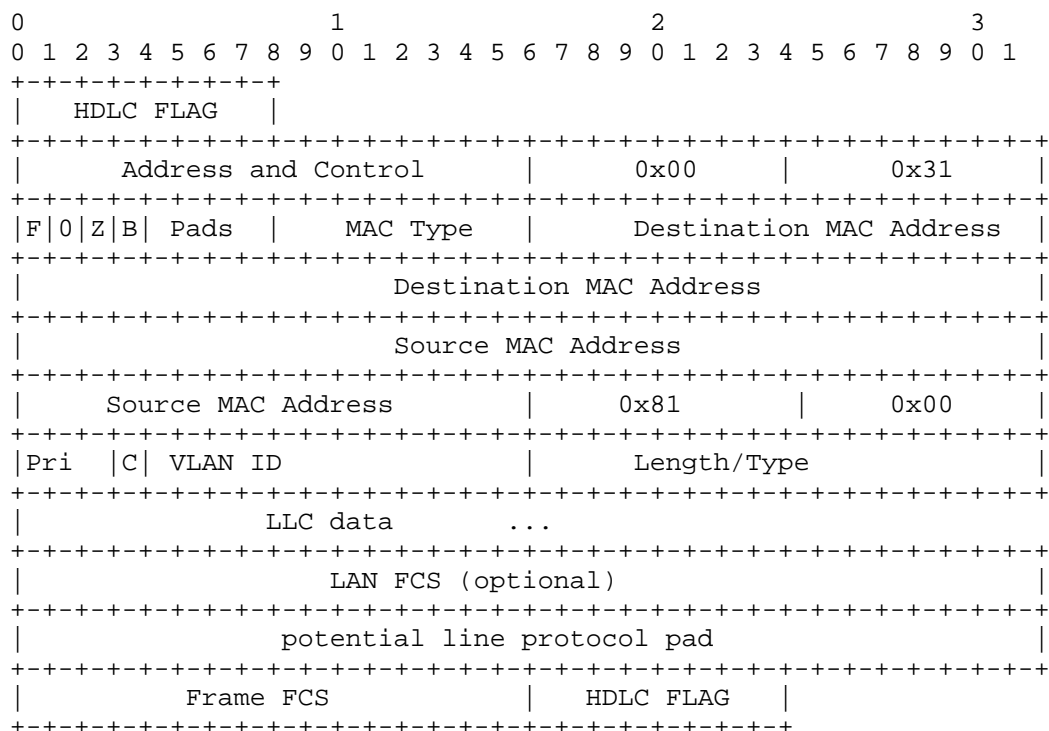 0                   1                   2                   3
0 1 2 3 4 5 6 7 8 9 0 1 2 3 4 5 6 7 8 9 0 1 2 3 4 5 6 7 8 9 0 1
+-+-+-+-+-+-+-+-+
|   HDLC FLAG   |
+-+-+-+-+-+-+-+-+-+-+-+-+-+-+-+-+-+-+-+-+-+-+-+-+-+-+-+-+-+-+-+-+
|      Address and Control      |      0x00     |      0x31     |
+-+-+-+-+-+-+-+-+-+-+-+-+-+-+-+-+-+-+-+-+-+-+-+-+-+-+-+-+-+-+-+-+
|F|0|Z|B| Pads  |    MAC Type   |      Destination MAC Address  |
+-+-+-+-+-+-+-+-+-+-+-+-+-+-+-+-+-+-+-+-+-+-+-+-+-+-+-+-+-+-+-+-+
|                       Destination MAC Address                 |
+-+-+-+-+-+-+-+-+-+-+-+-+-+-+-+-+-+-+-+-+-+-+-+-+-+-+-+-+-+-+-+-+
|                       Source MAC Address                      |
+-+-+-+-+-+-+-+-+-+-+-+-+-+-+-+-+-+-+-+-+-+-+-+-+-+-+-+-+-+-+-+-+
|     Source MAC Address        |     0x81       |     0x00     |
+-+-+-+-+-+-+-+-+-+-+-+-+-+-+-+-+-+-+-+-+-+-+-+-+-+-+-+-+-+-+-+-+
|Pri  |C| VLAN ID               |      Length/Type              |
+-+-+-+-+-+-+-+-+-+-+-+-+-+-+-+-+-+-+-+-+-+-+-+-+-+-+-+-+-+-+-+-+
|               LLC data       ...
+-+-+-+-+-+-+-+-+-+-+-+-+-+-+-+-+-+-+-+-+-+-+-+-+-+-+-+-+-+-+-+-+
|                   LAN FCS (optional)                          |
+-+-+-+-+-+-+-+-+-+-+-+-+-+-+-+-+-+-+-+-+-+-+-+-+-+-+-+-+-+-+-+-+
|                potential line protocol pad                    |
+-+-+-+-+-+-+-+-+-+-+-+-+-+-+-+-+-+-+-+-+-+-+-+-+-+-+-+-+-+-+-+-+
|          Frame FCS            |   HDLC FLAG   |
+-+-+-+-+-+-+-+-+-+-+-+-+-+-+-+-+-+-+-+-+-+-+-+-+